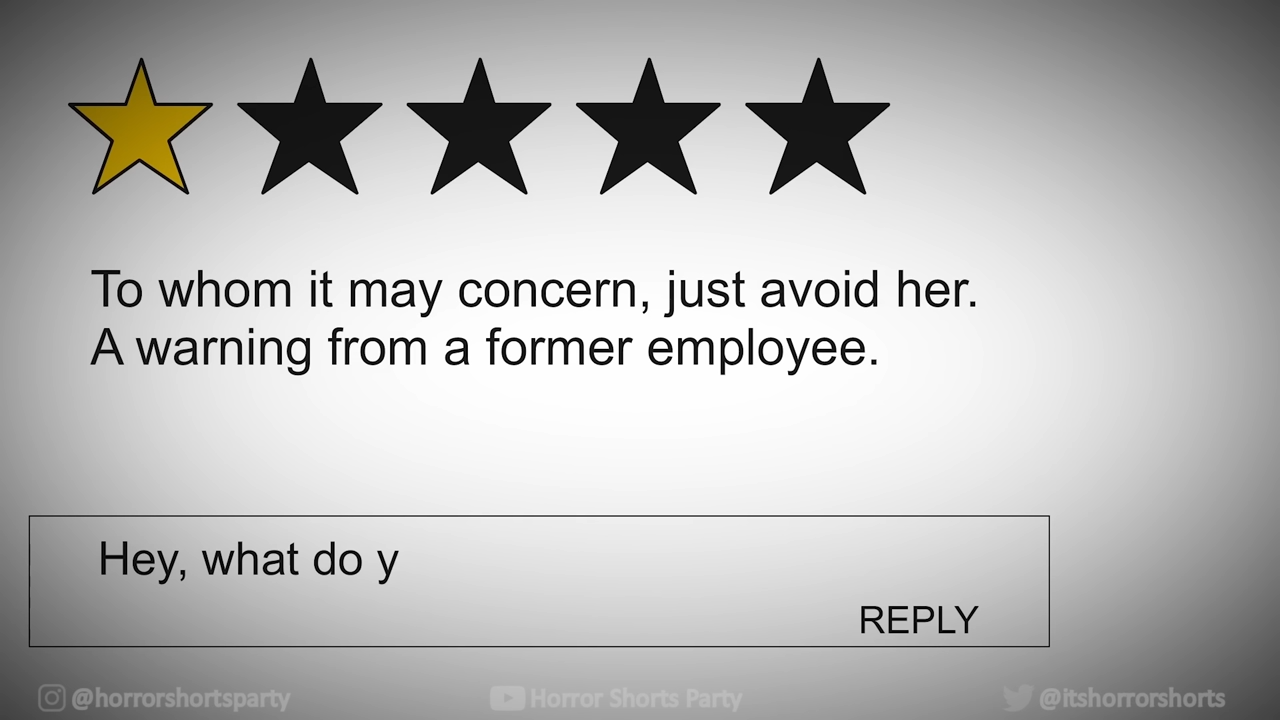 To whom it may concern, just avoid her.
A warning from a former employee.
Hey, what do y
REPLY
@horrorshortsparty
Horror Shorts Party
@itshorrorshorts